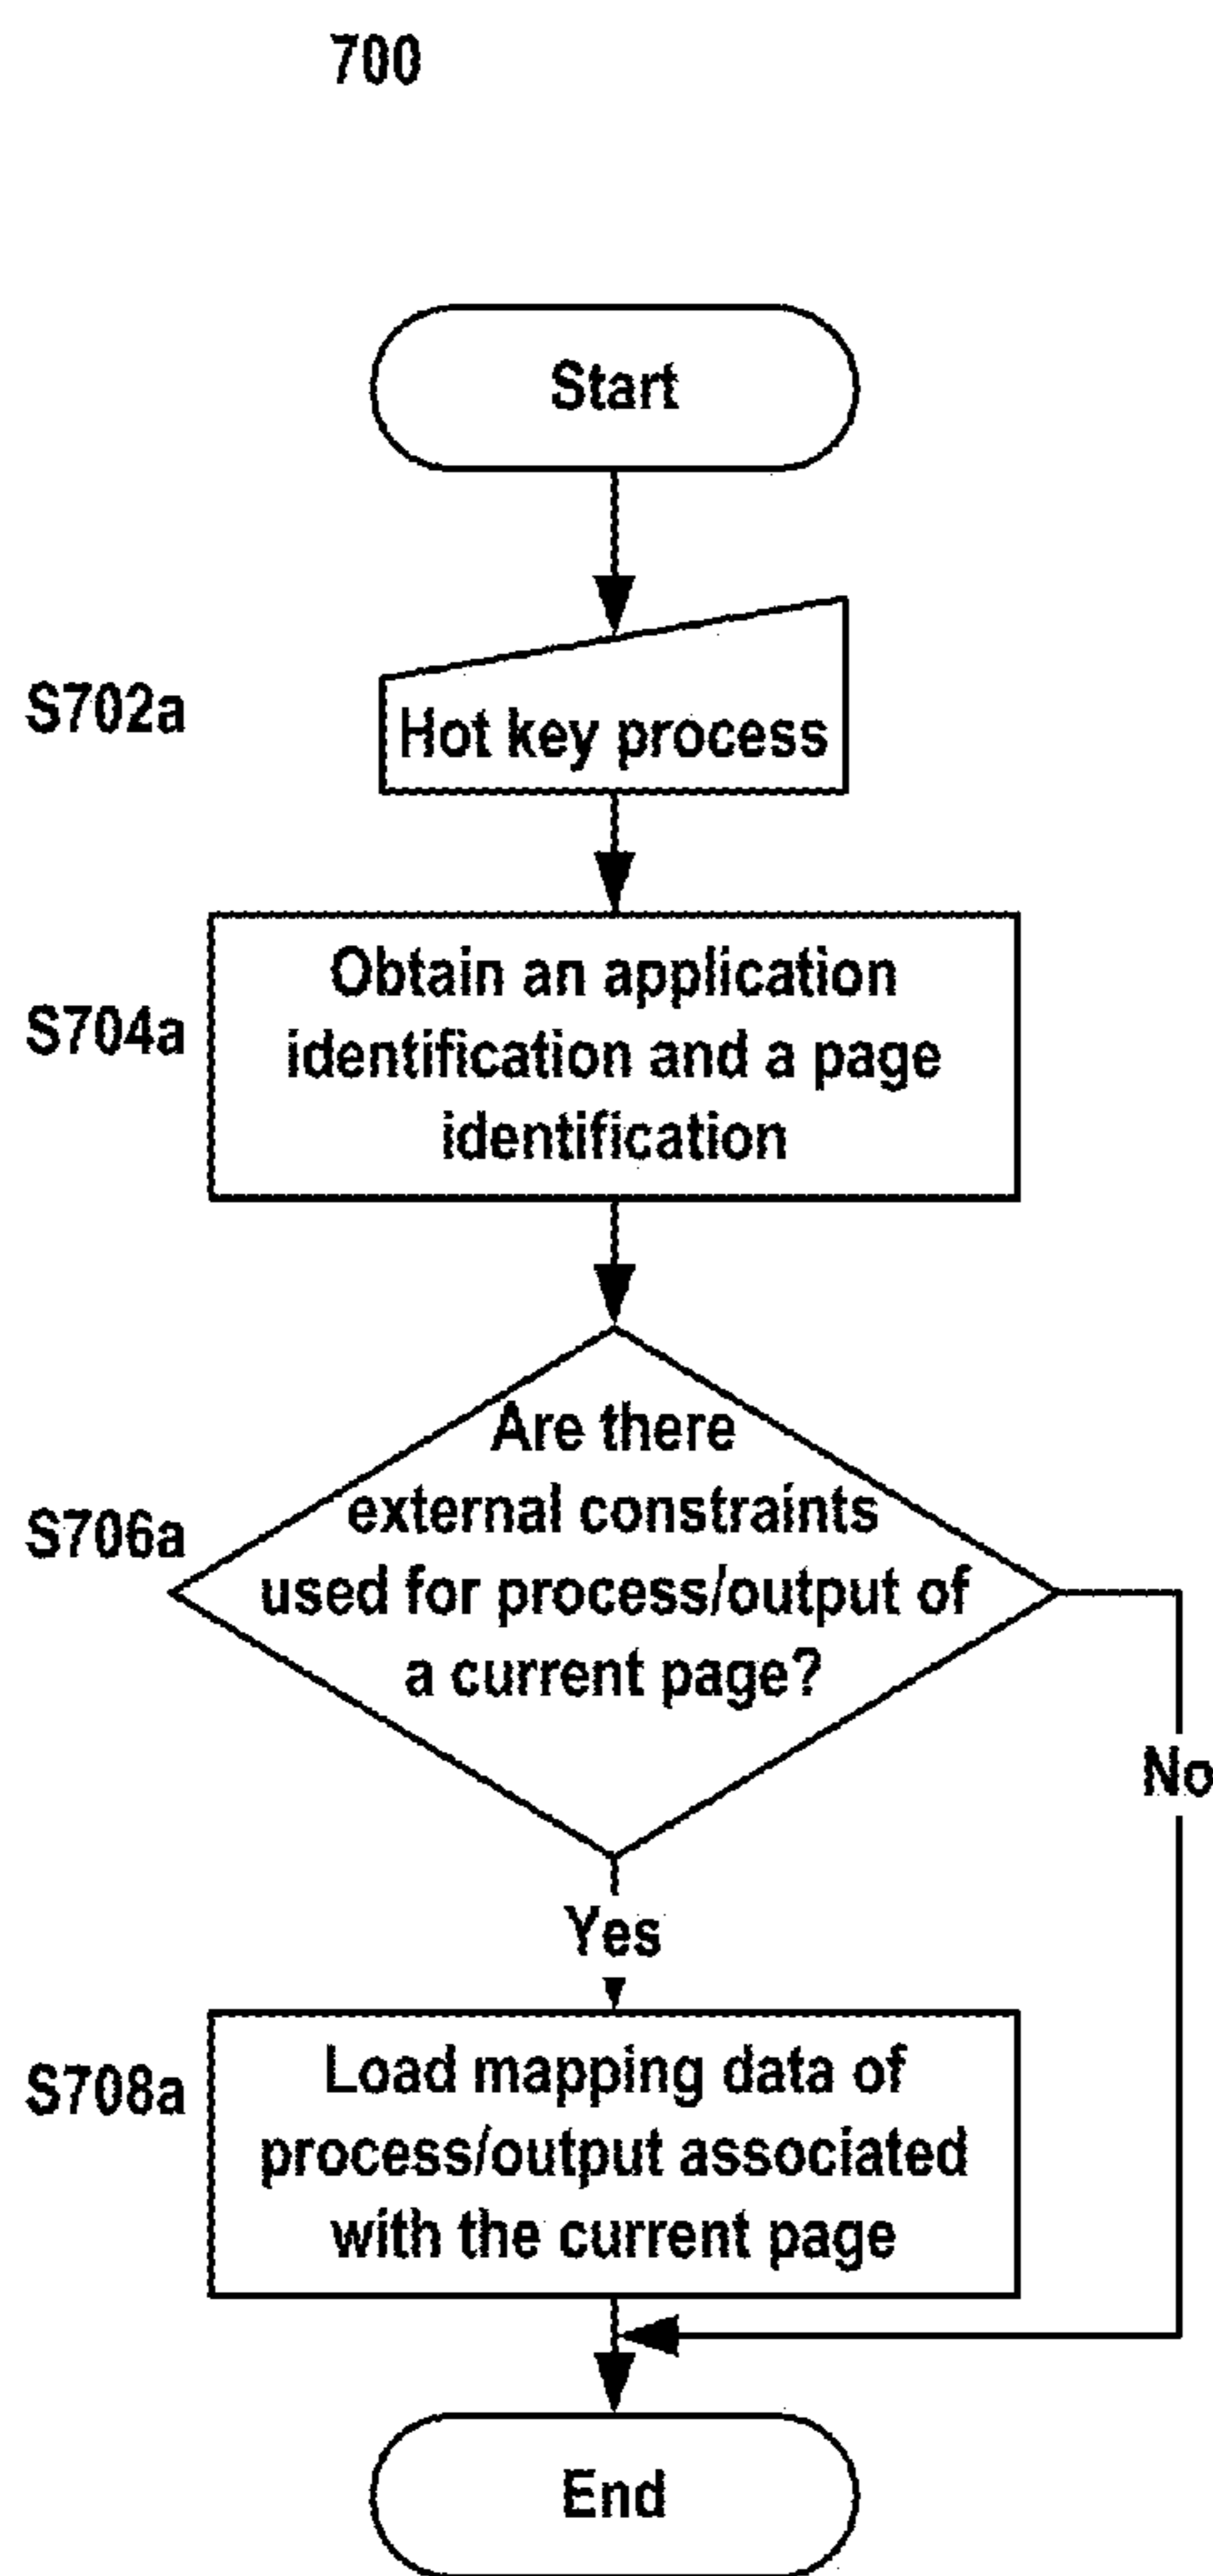 700
Start
S702a
Hot key process
S704a
Obtain an application
identification and a page
identification
S706a
Are there
external constraints
used for process/output of
a current page?
No
Yes
S708a
Load mapping data of
process/output associated
with the current page
End